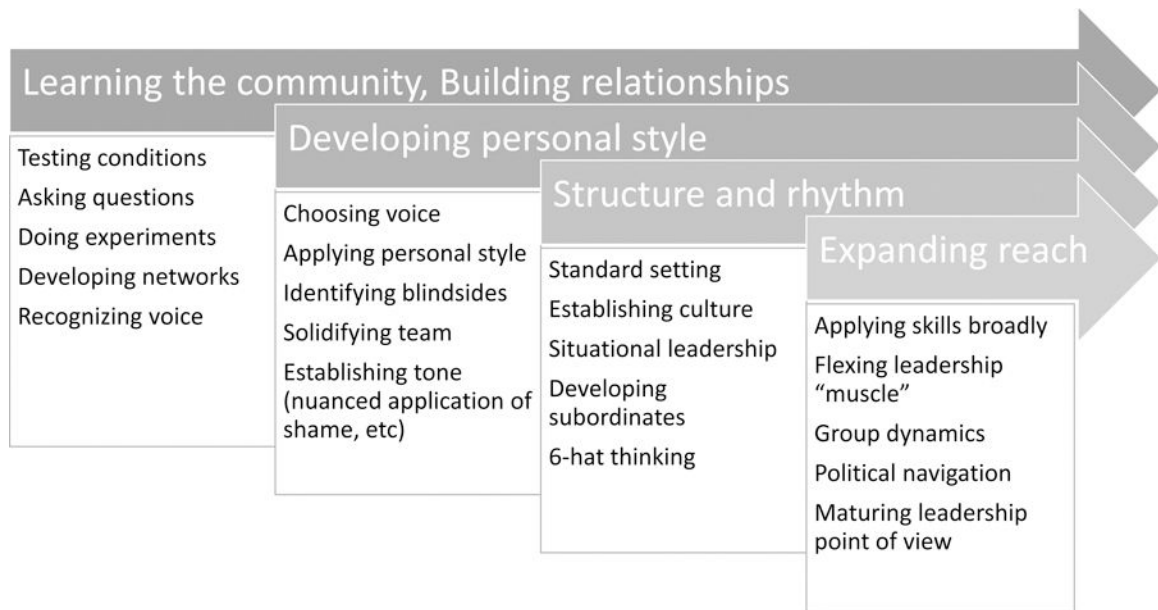 Learning the community, Building relationships
Testing conditions
Asking questions
Doing experiments
Developing networks
Recognizing voice
Developing personal style
Choosing voice
Applying personal style
Identifying blindsides
Solidifying team
Establishing tone
(nuanced application of
shame, etc)
Structure and rhythm
Standard setting
Establishing culture
Situational leadership
Developing
subordinates
6-hat thinking
Expanding reach
Applying skills broadly
Flexing leadership
“muscle”
Group dynamics
Political navigation
Maturing leadership
point of view